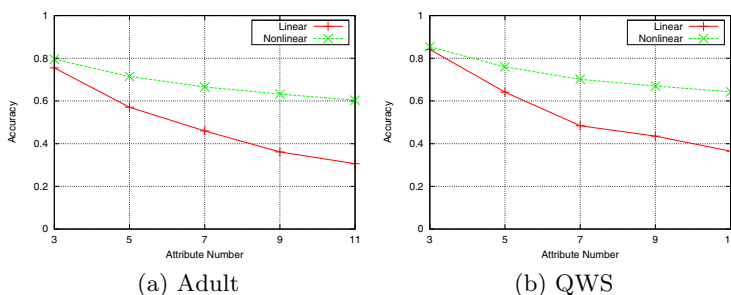 1
Linear
Nonlinear
0.8
0.6
0.4
0.2
0
Accuracy
3 5 7 9 11
Attribute Number
(a) Adult
1
Linear
Nonlinear
0.8
0.6
0.4
0.2
0
Accuracy
3 5 7 9 1
Attribute Number
(b) QWS